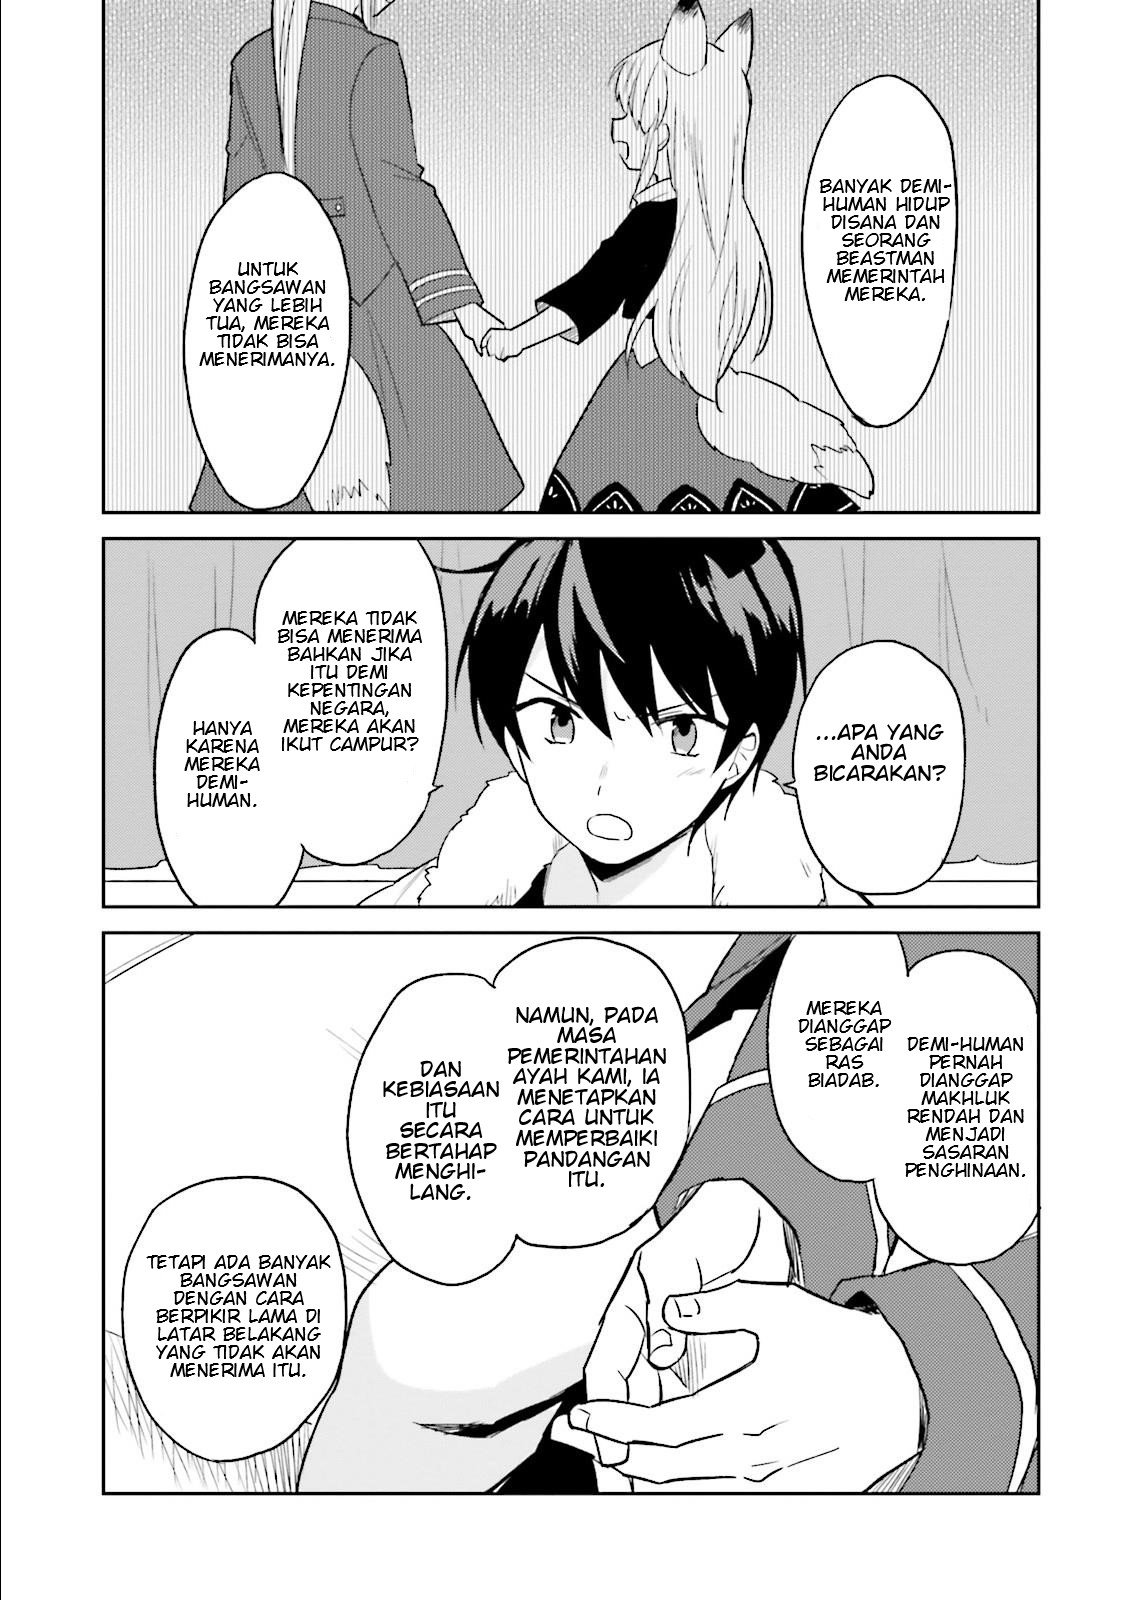 BANYAK DEMI-
HUMAN HIDUP
DISANA DAN
SEORANG
BEASTMAN
MEMERINTAH
MEREKA.
UNTUK
BANGSAWAN
YANG LEBIH
TUA, MEREKA
TIDAK BISA
MENERIMANYA.
...APA YANG
ANDA
BICARAKAN?
MEREKA TIDAK
BISA MENERIMA
BAHKAN JIKA
ITU DEMI
KEPENTINGAN
NEGARA,
MEREKA AKAN
IKUT CAMPUR?
HANYA
KARENA
MEREKA
DEMI-
HUMAN.
DEMI-HUMAN
PERNAH
DIANGGAP
MAKHLUK
RENDAH DAN
MENJADI
SASARAN
PENGHINAAN.
MEREKA
DIANGGAP
SEBAGAI
RAS
BIADAB.
NAMUN, PADA
MASA
PEMERINTAHAN
AYAH KAMI, IA
MENETAPKAN
CARA UNTUK
MEMPERBAIKI
PANDANGAN
ITU.
DAN
KEBIASAAN
ITU
SECARA
BERTAHAP
MENGHI-
LANG.
TETAPI ADA BANYAK
BANGSAWAN
DENGAN CARA
BERPIKIR LAMA DI
LATAR BELAKANG
YANG TIDAK AKAN
MENERIMA ITU.